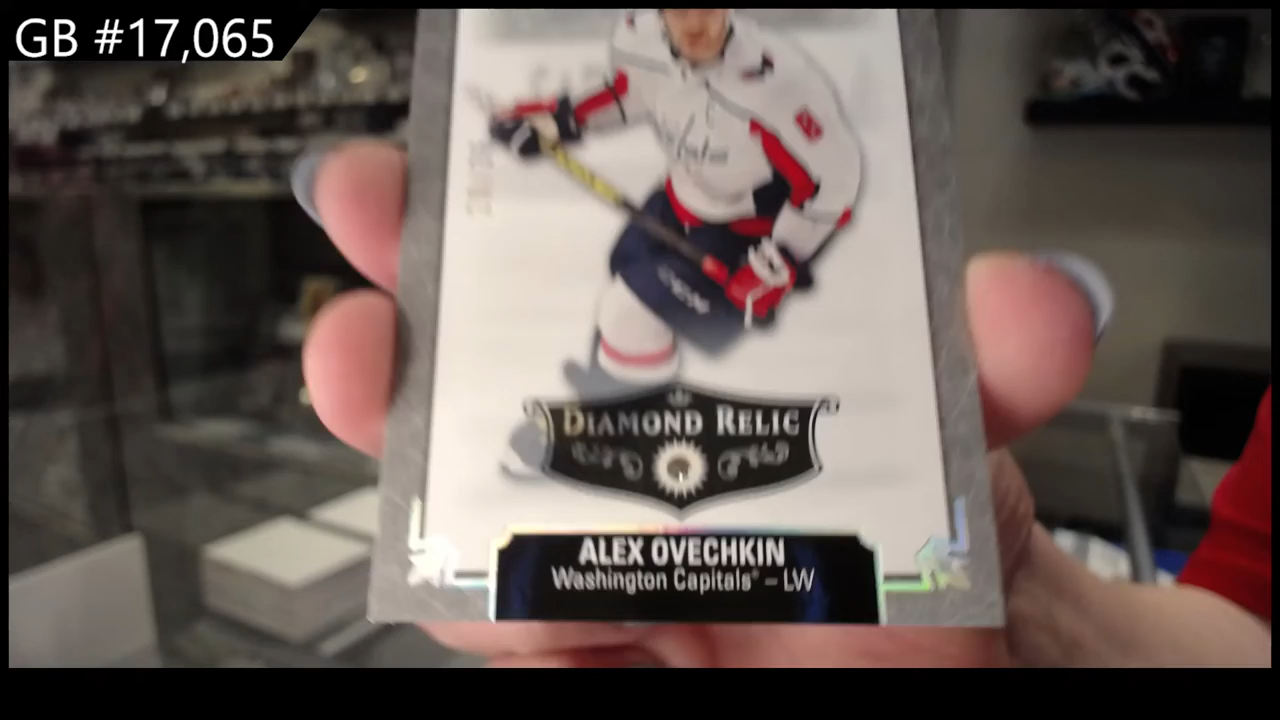 GB #17,065
DIAMOND RELIC
ALEX OVECHKIN
Washington Capitals® – LW